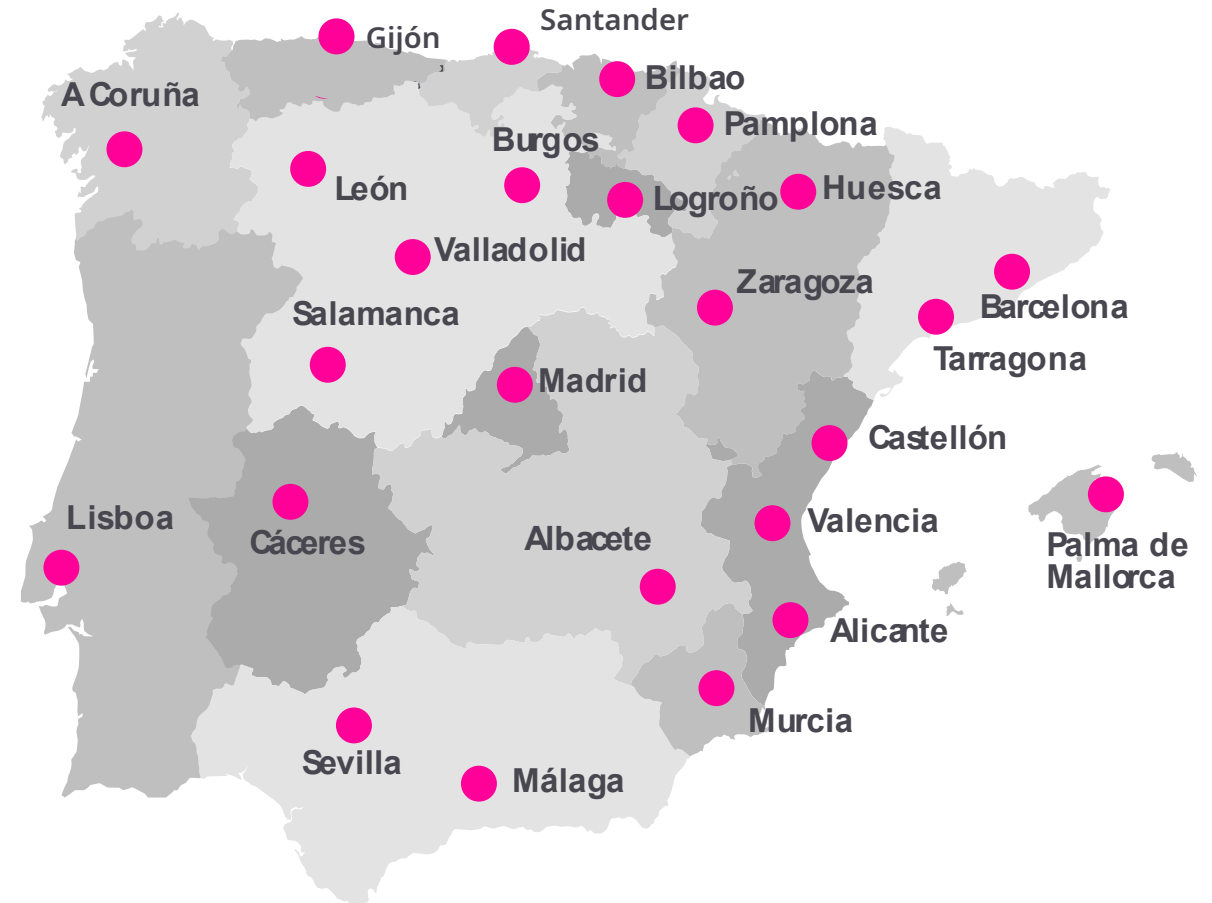 Santander
Gijón
Bilbao
A Coruña
Pamplona
Burgos
León
Huesca
Logroño
Valladolid
Zaragoza
Salamanca
Barcelona
Tarragona
Madrid
Castellón
Lisboa
Valencia
Cáceres
Albacete
Palma de
Mallorca
Alicante
Murcia
Sevilla
Málaga